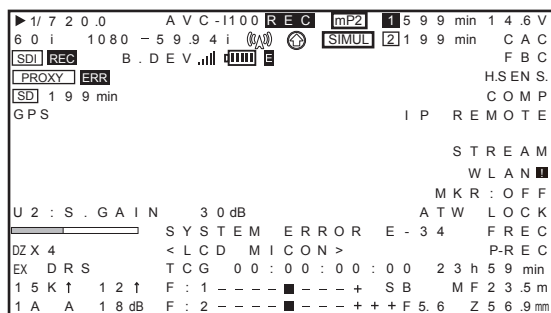 ▶1/720.0 AVC-I100 REC mP2 1 599 min 14.6V
60i 1080-59.94i SIMUL 2 199 min CAC
SDI REC B.DEV E FBC
PROXY ERR H.SENS.
SD 199 min COMP
GPS IP REMOTE
STREAM
WLAN !
MKR:OFF
U2:S.GAIN 30dB ATW LOCK
SYSTEM ERROR E-34 FREC
DZX4 <LCD MICON> P-REC
EX DRS TCG 00:00:00:00 23h59min
15K↑ 12↑ F:1----■----+ SB MF23.5m
1A A 18dB F:2----■----+++F5.6 Z56.9mm